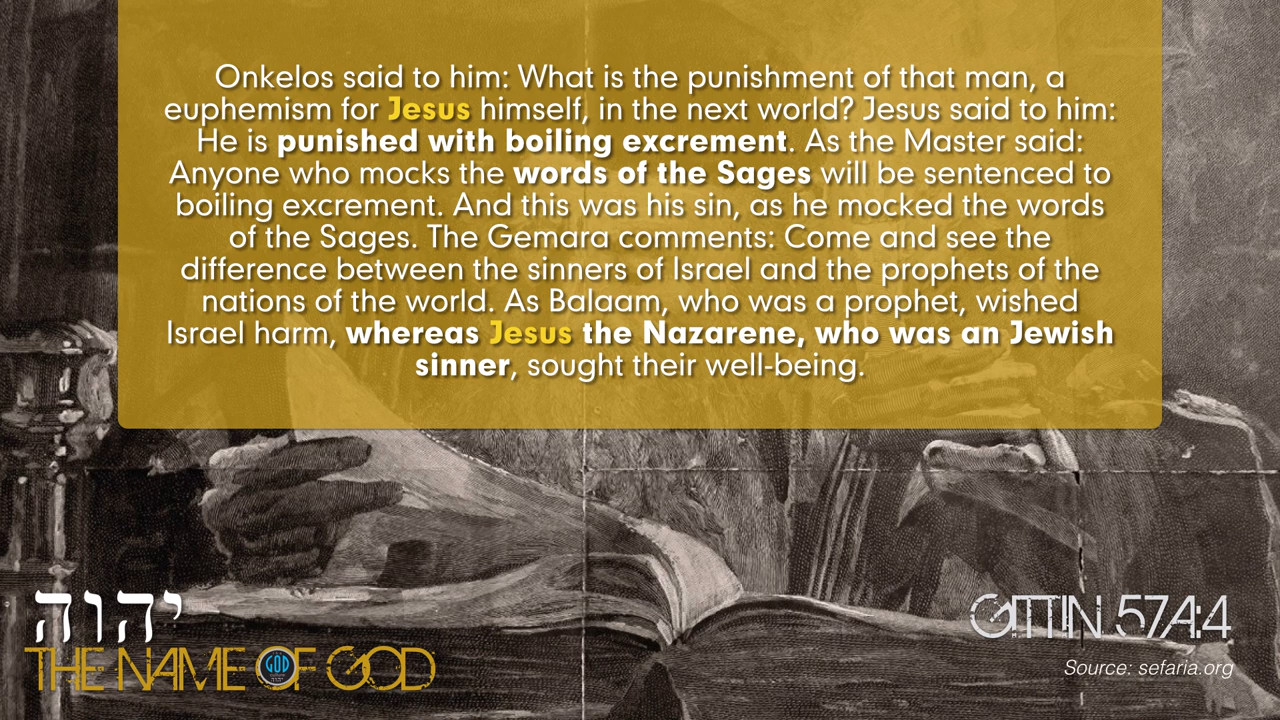 Onkelos said to him: What is the punishment of that man, a
euphemism for Jesus himself, in the next world? Jesus said to him:
He is punished with boiling excrement. As the Master said:
Anyone who mocks the words of the Sages will be sentenced to
boiling excrement. And this was his sin, as he mocked the words
of the Sages. The Gemara comments: Come and see the
difference between the sinners of Israel and the prophets of the
nations of the world. As Balaam, who was a prophet, wished
Israel harm, whereas Jesus the Nazarene, who was an Jewish
sinner, sought their well-being.
יהוה
THE NAME OF GOD
GOD
GITTIN 57A:4
Source: sefaria.org